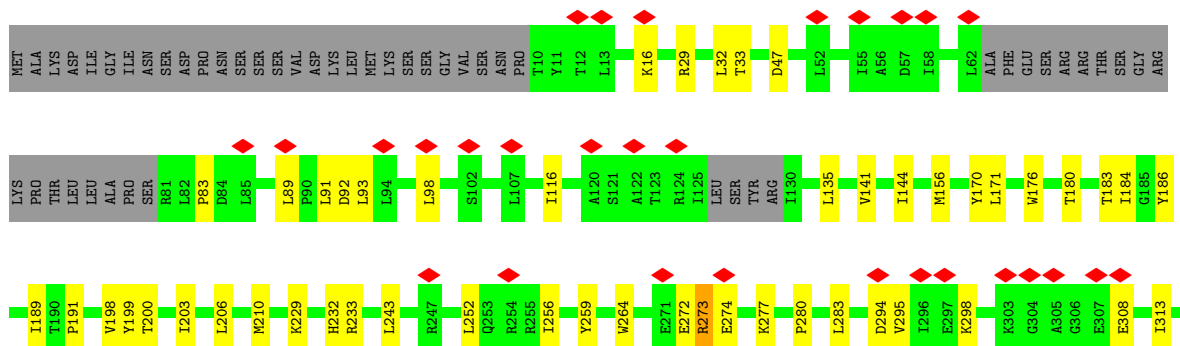 MET ALA LYS ASP ILE GLY ILE ASN SER ASP PRO ASN SER SER SER VAL ASP LYS LEU MET LYS SER SER GLY VAL SER ASN PRO T10 Y11 T12 L13 K16 R29 L32 T33 D47 L52 I55 A56 D57 I58 L62 ALA PHE GLU SER ARG ARG THR SER GLY ARG
LYS PRO THR LEU LEU ALA PRO SER R81 L82 P83 D84 L85 L89 P90 L91 D92 L93 L94 L98 S102 L107 I116 A120 S121 A122 T123 R124 I125 LEU SER TYR ARG I130 L135 V141 I144 M156 Y170 L171 W176 T180 T183 I184 G185 Y186
I189 T190 P191 V198 Y199 T200 I203 L206 M210 K229 H232 R233 L243 R247 L252 Q253 R254 R255 I256 Y259 W264 E271 E272 R273 E274 K277 P280 L283 D294 V295 I296 E297 K298 K303 G304 A305 G306 E307 E308 I313